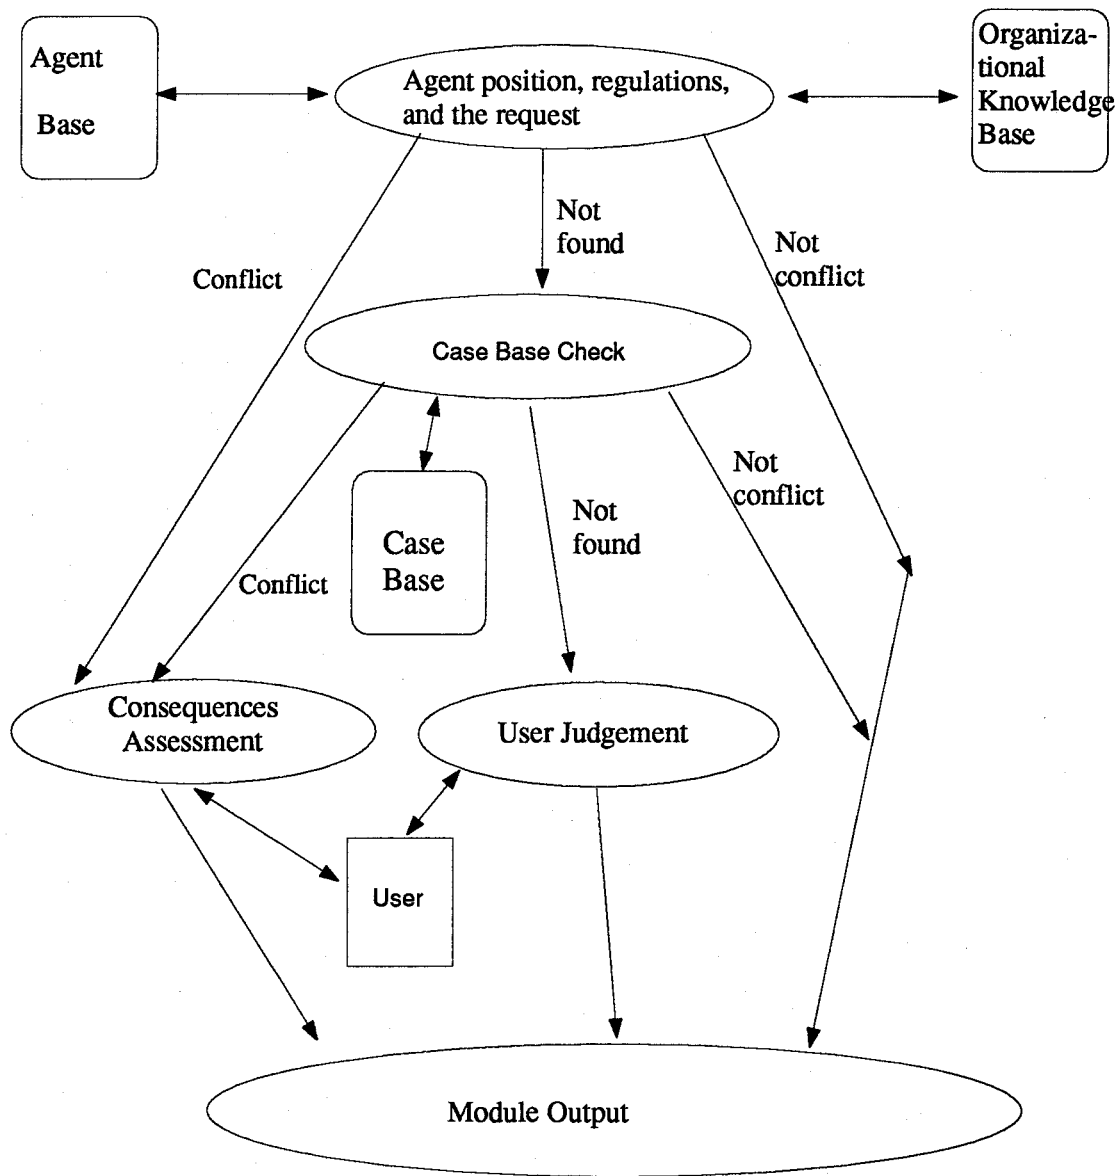 Agent
Base
Agent position, regulations,
and the request
Organiza-
tional
Knowledge
Base
Not
found
Not
conflict
Conflict
Case Base Check
Not
conflict
Not
found
Case
Base
Conflict
Consequences
Assessment
User Judgement
User
Module Output